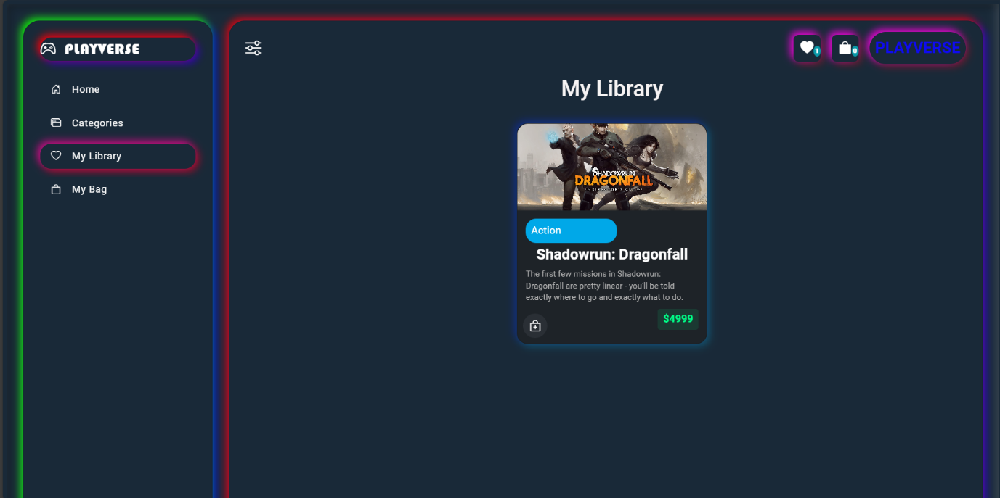 PLAYVERSE
Home
Categories
My Library
My Bag
1
0
PLAYVERSE
My Library
SHADOWRUN
DRAGONFALL
DIRECTOR'S CUT
Action
Shadowrun: Dragonfall
The first few missions in Shadowrun:
Dragonfall are pretty linear - you'll be told
exactly where to go and exactly what to do.
$4999